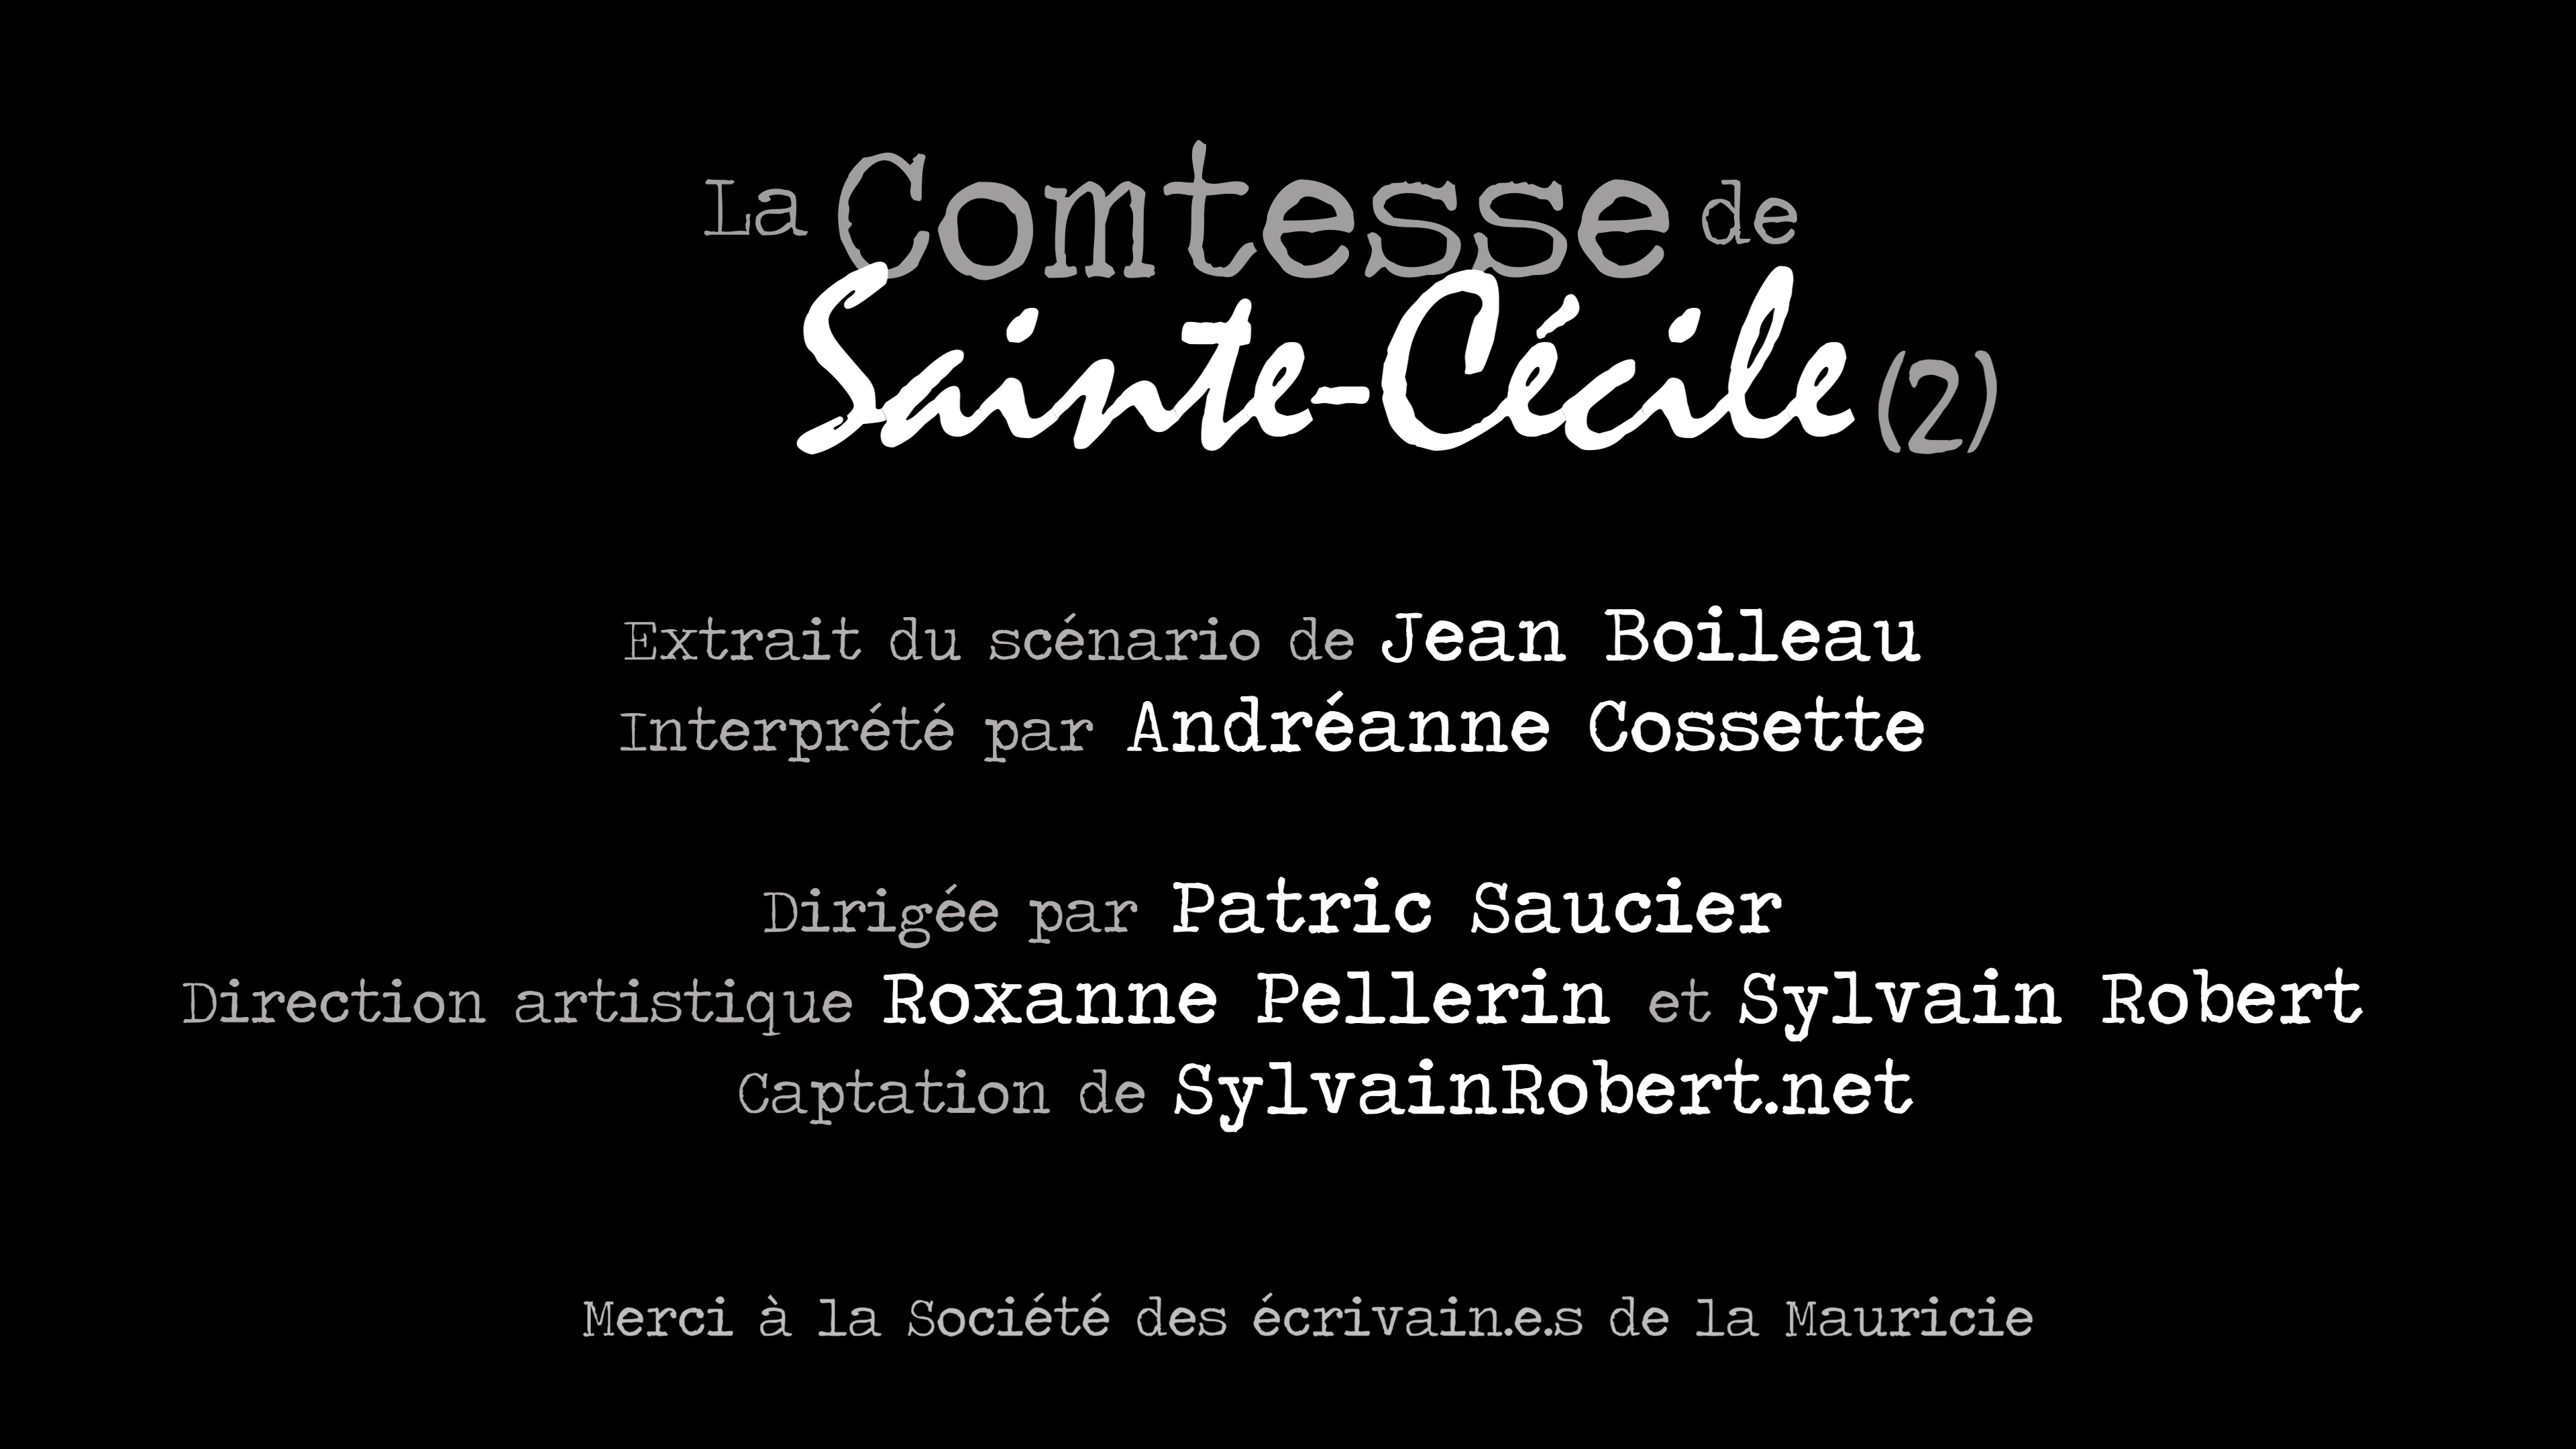 La Comtesse de
Sainte-Cécile (2)
Extrait du scénario de Jean Boileau
Interprété par Andréanne Cossette
Dirigée par Patric Saucier
Direction artistique Roxanne Pellerin et Sylvain Robert
Captation de SylvainRobert.net
Merci à la Société des écrivain.e.s de la Mauricie